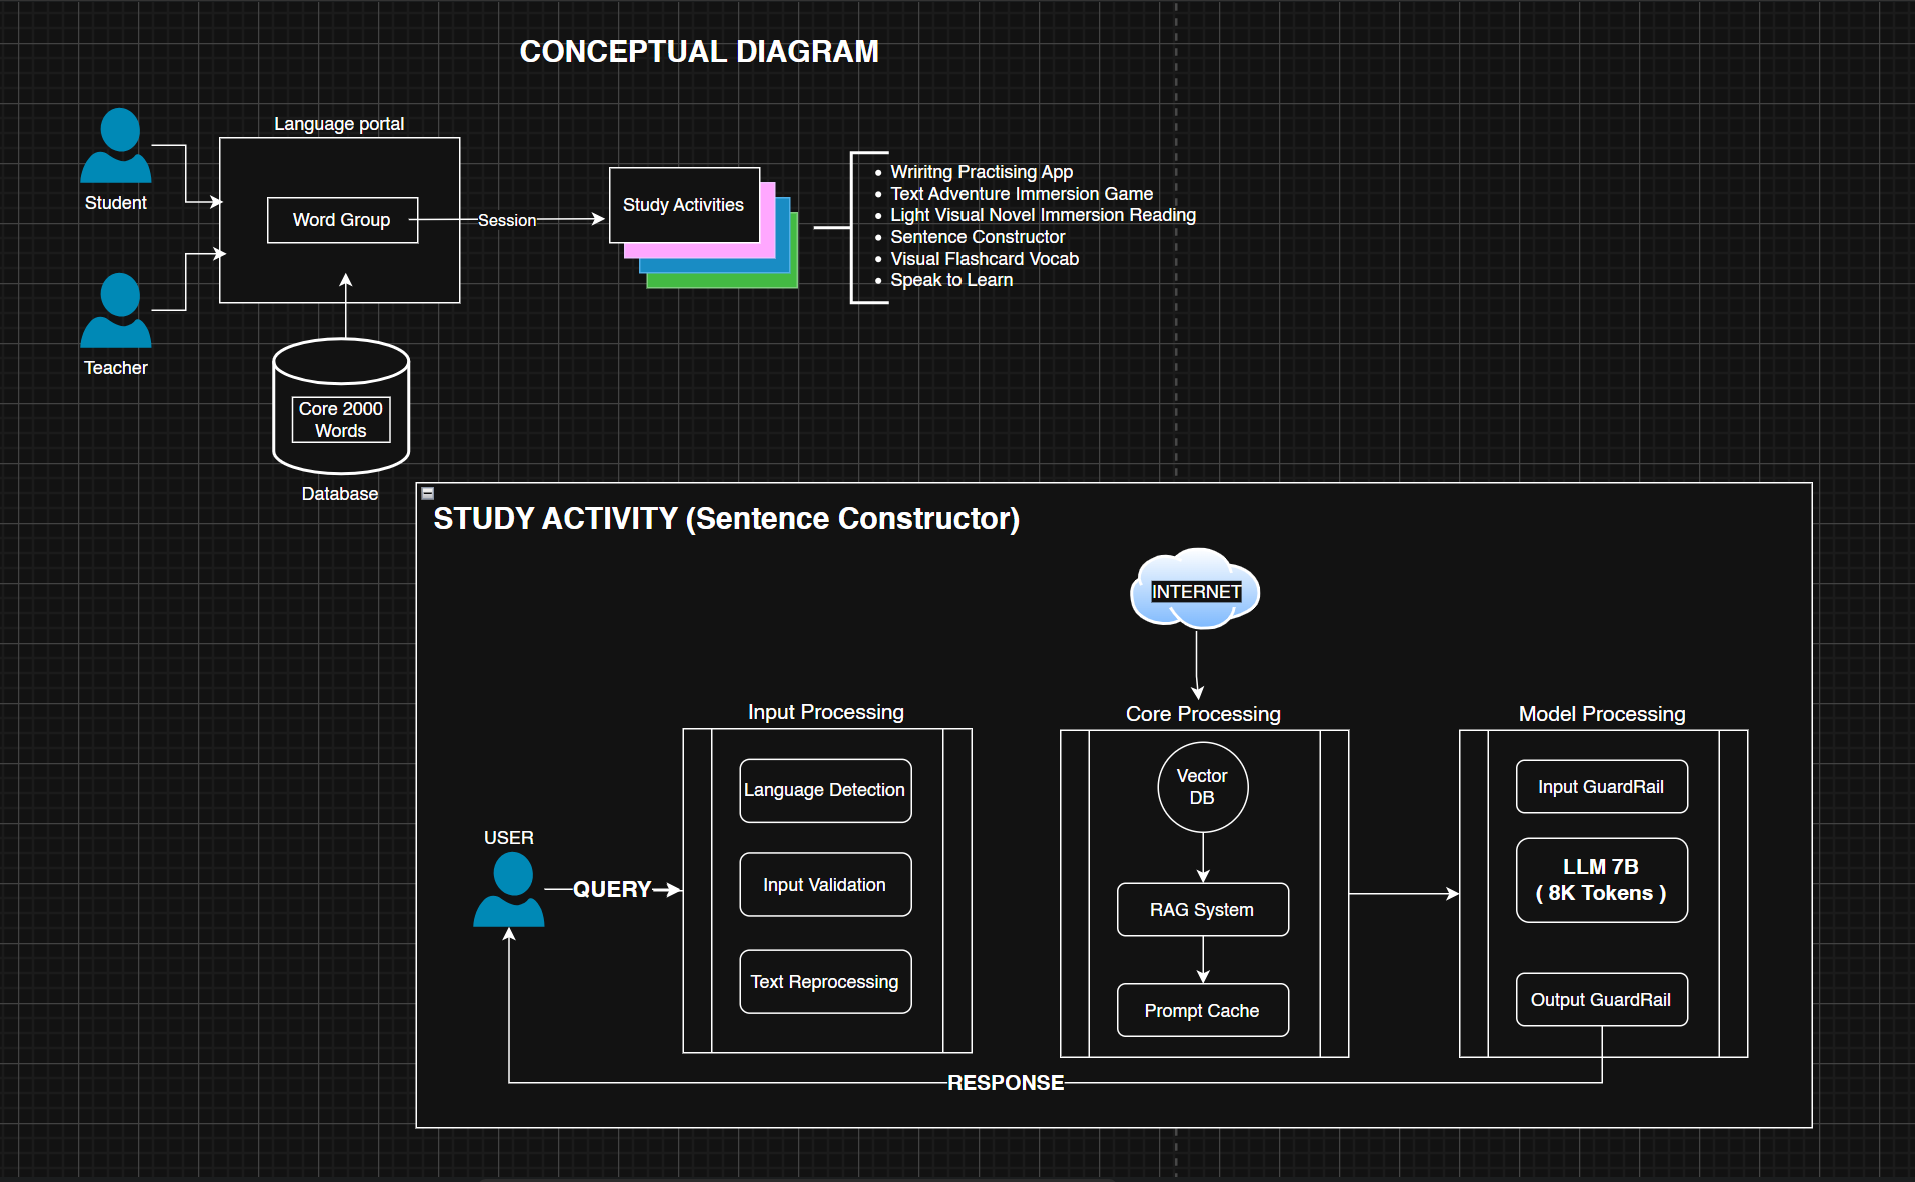 CONCEPTUAL DIAGRAM
Language portal
Student
Word Group
Session
Study Activities
Wriritng Practising App
Text Adventure Immersion Game
Light Visual Novel Immersion Reading
Sentence Constructor
Visual Flashcard Vocab
Speak to Learn
Teacher
Core 2000
Words
Database
STUDY ACTIVITY (Sentence Constructor)
INTERNET
Input Processing
Core Processing
Model Processing
Language Detection
Input Validation
Text Reprocessing
Vector
DB
RAG System
Prompt Cache
Input GuardRail
LLM 7B
( 8K Tokens )
Output GuardRail
USER
QUERY
RESPONSE